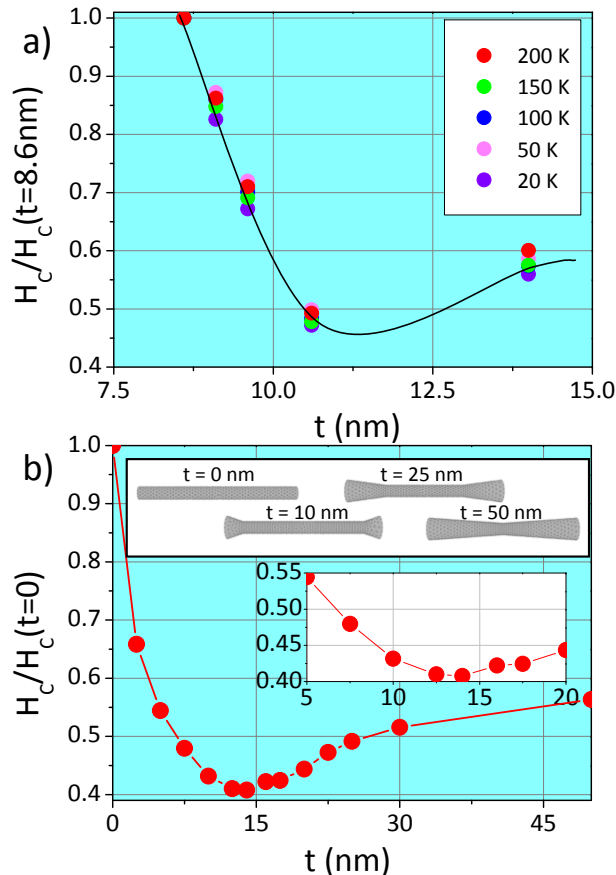 a)
H_C/H_C(t=8.6nm)
1.0
0.9
0.8
0.7
0.6
0.5
0.4
200 K
150 K
100 K
50 K
20 K
7.5 10.0 12.5 15.0
t (nm)
b)
H_C/H_C(t=0)
1.0
0.9
0.8
0.7
0.6
0.5
0.4
t = 0 nm t = 25 nm
t = 10 nm t = 50 nm
0.55
0.50
0.45
0.40
5 10 15 20
0 15 30 45
t (nm)